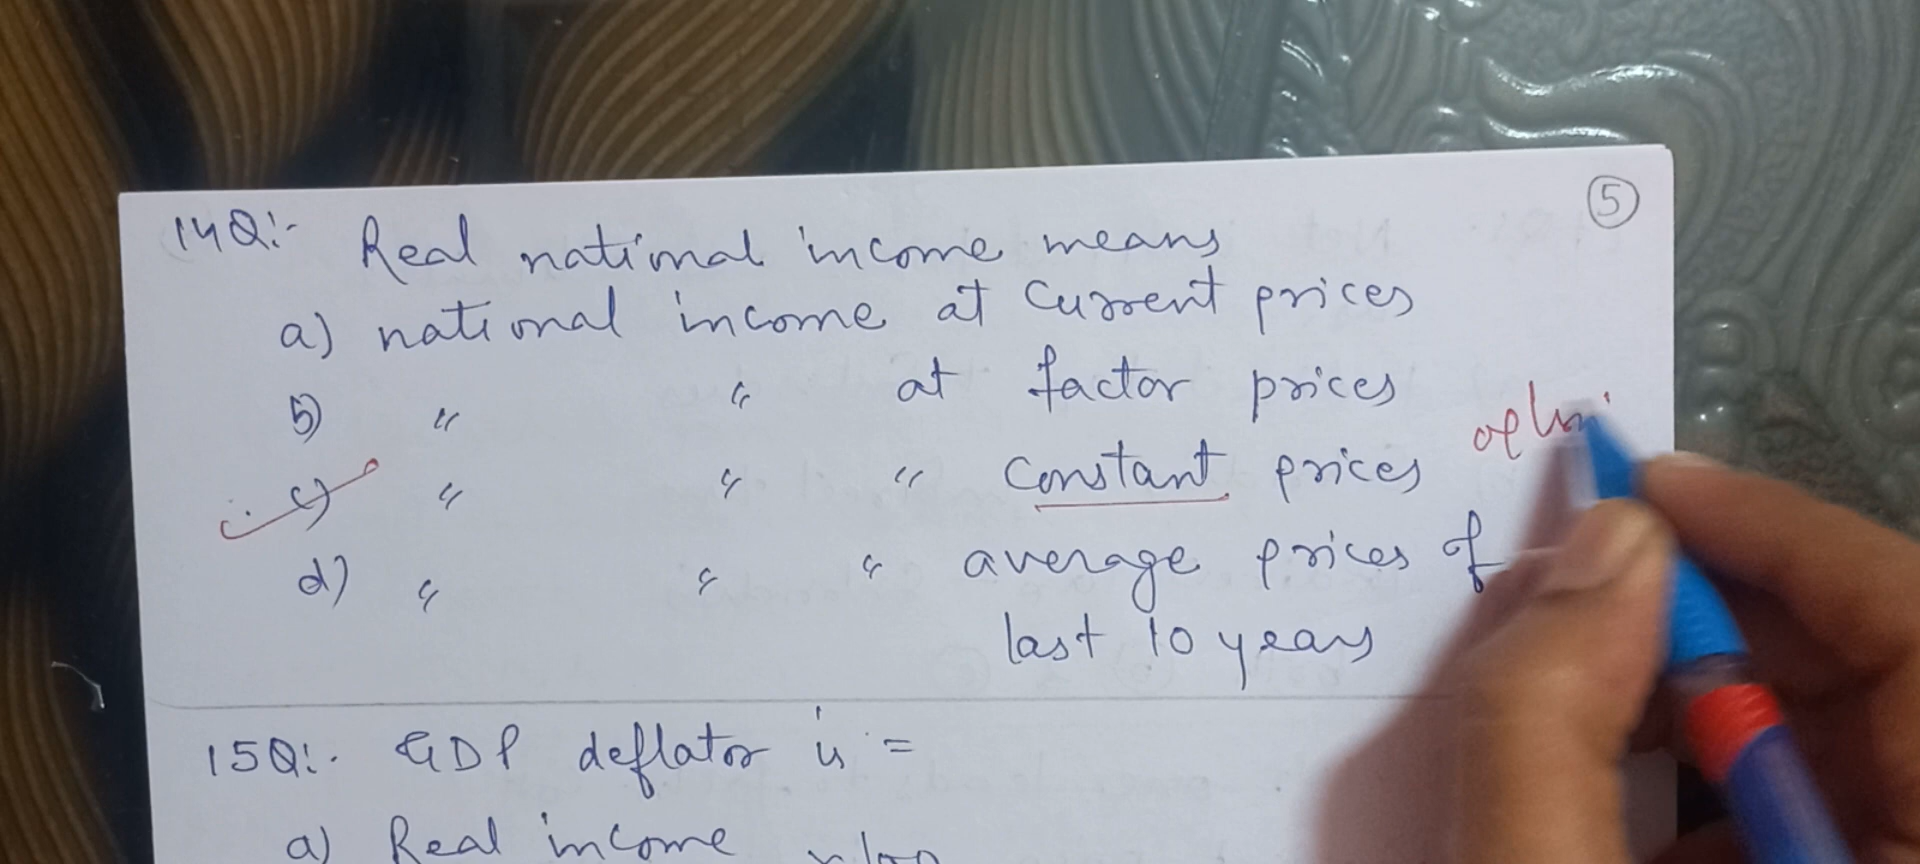 5
14Q:- Real national income means
a) national income at current prices
b) " " at factor prices
c) " " " constant prices
d) " " " average prices of
last 10 years
15Q:- GDP deflator is =
a) Real income